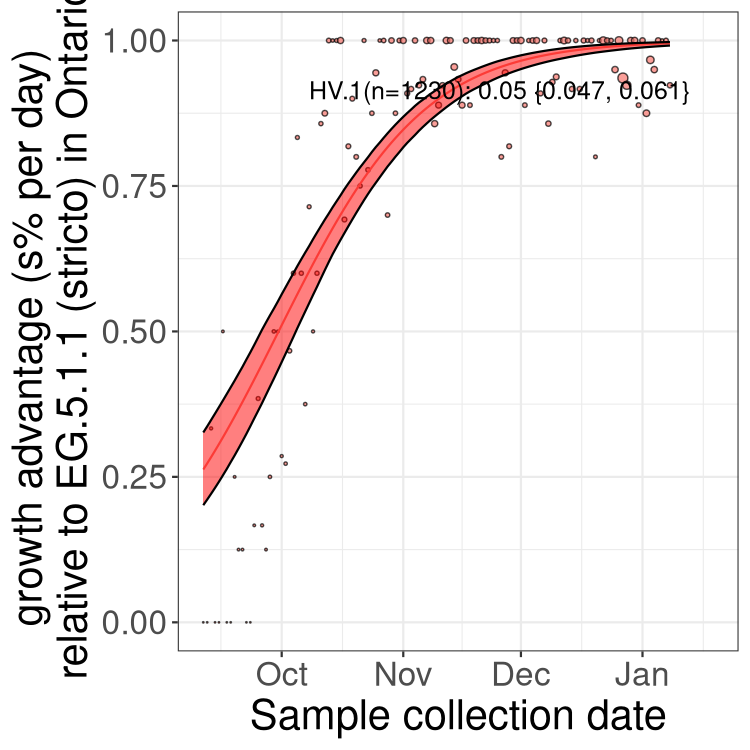 growth advantage (s% per day)
relative to EG.5.1.1 (stricto) in Ontario
1.00
0.75
0.50
0.25
0.00
HV.1(n=1230): 0.05 {0.047, 0.061}
Oct Nov Dec Jan
Sample collection date